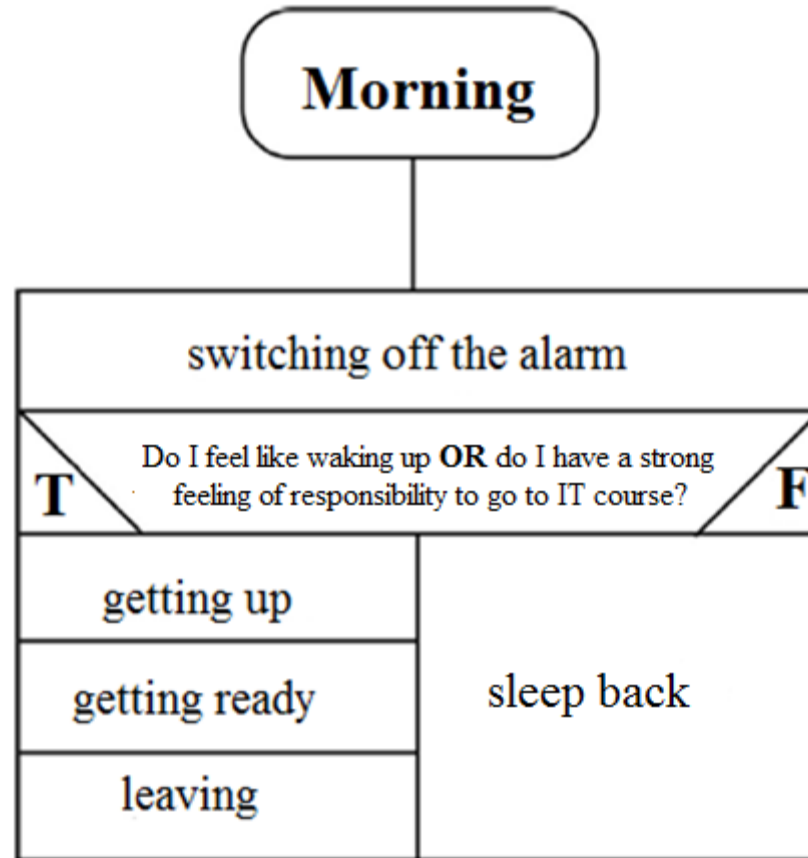 Morning
switching off the alarm
Do I feel like waking up OR do I have a strong
feeling of responsibility to go to IT course?
T
F
getting up
getting ready
leaving
sleep back